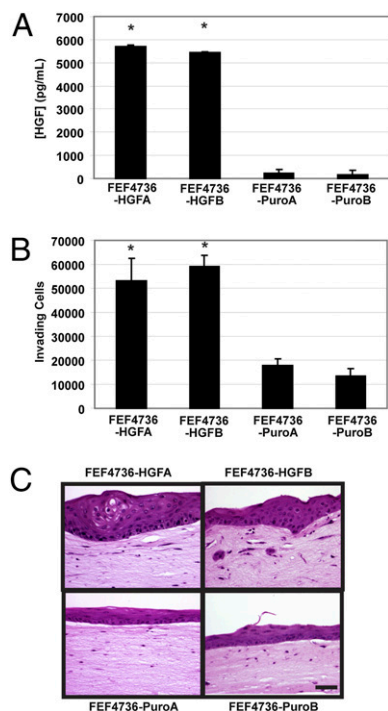 A
*
*
[HGF] (pg/mL)
7000
6000
5000
4000
3000
2000
1000
0
FEF4736 FEF4736 FEF4736 FEF4736
-HGFA -HGFB -PuroA -PuroB
B
*
*
Invading Cells
70000
60000
50000
40000
30000
20000
10000
0
FEF4736 FEF4736 FEF4736 FEF4736
-HGFA -HGFB -PuroA -PuroB
C
FEF4736-HGFA FEF4736-HGFB
FEF4736-PuroA FEF4736-PuroB